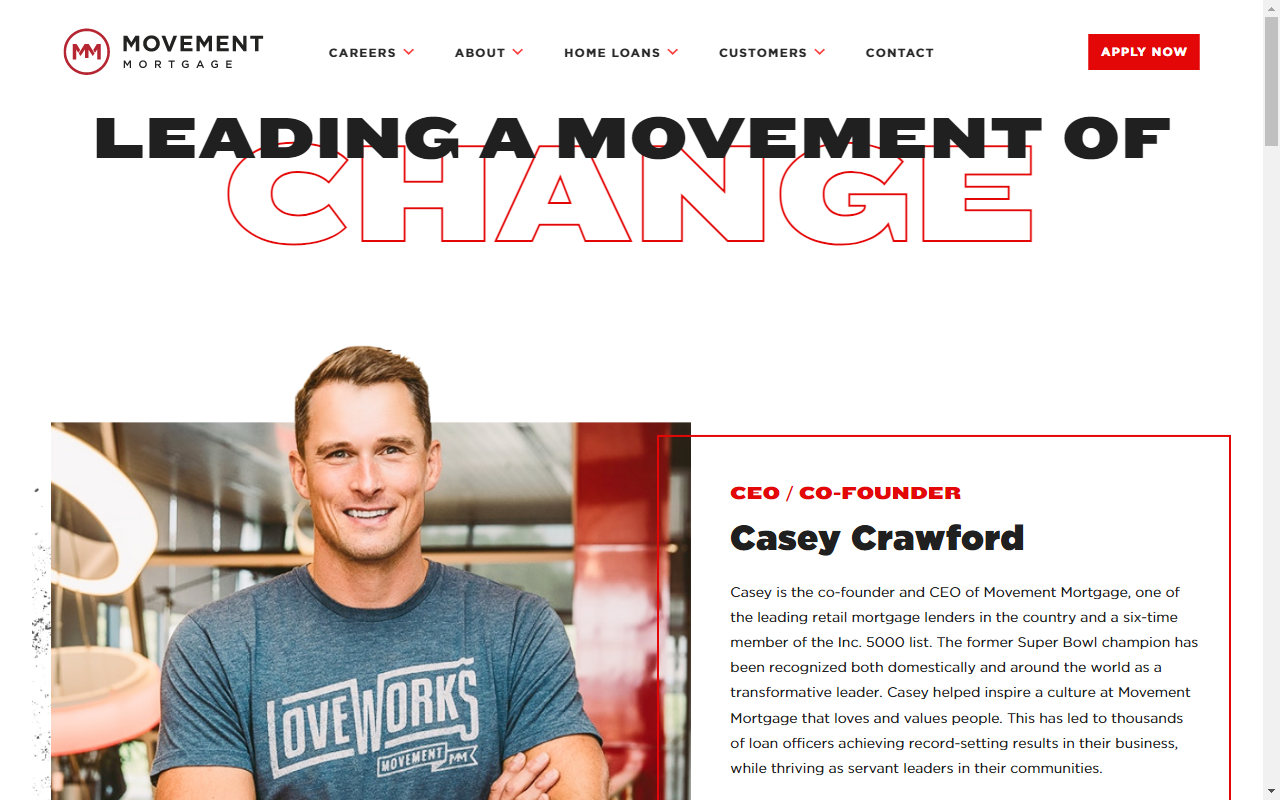 MOVEMENT
MORTGAGE
CAREERS
ABOUT
HOME LOANS
CUSTOMERS
CONTACT
APPLY NOW
LEADING A MOVEMENT OF
CHANGE
CEO / CO-FOUNDER
Casey Crawford
Casey is the co-founder and CEO of Movement Mortgage, one of
the leading retail mortgage lenders in the country and a six-time
member of the Inc. 5000 list. The former Super Bowl champion has
been recognized both domestically and around the world as a
transformative leader. Casey helped inspire a culture at Movement
Mortgage that loves and values people. This has led to thousands
of loan officers achieving record-setting results in their business,
while thriving as servant leaders in their communities.
LOVEWORKS
MOVEMENT MM